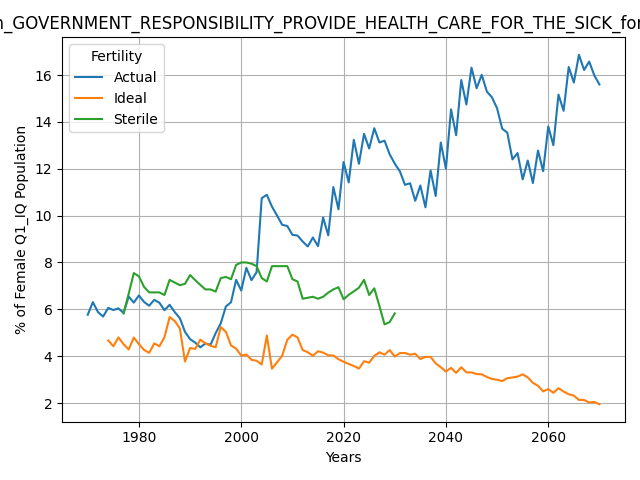 _GOVERNMENT_RESPONSIBILITY_PROVIDE_HEALTH_CARE_FOR_THE_SICK_for
Fertility
Actual
Ideal
Sterile
% of Female Q1_IQ Population
16
14
12
10
8
6
4
2
1980
2000
2020
2040
2060
Years